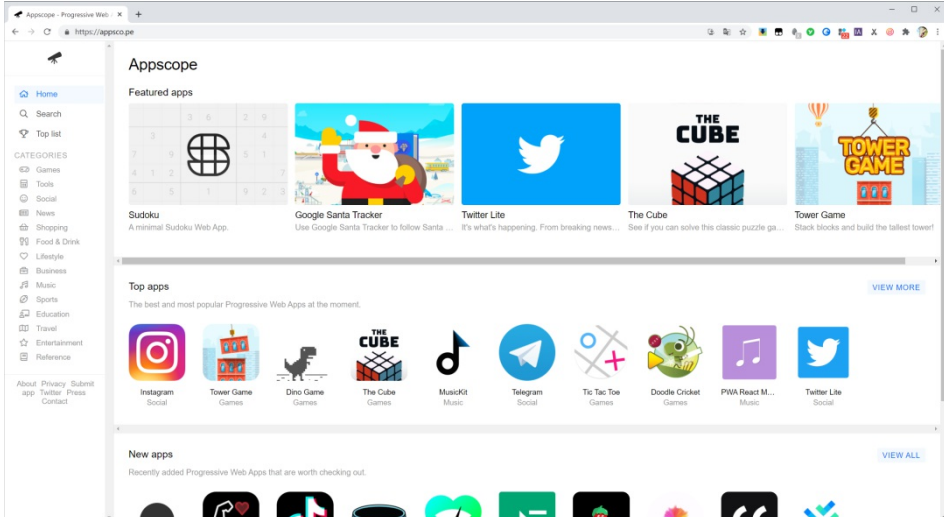 Appscope - Progressive Web
https://appsco.pe
Home
Search
Top list
CATEGORIES
Games
Tools
Social
News
Shopping
Food & Drink
Lifestyle
Business
Music
Sports
Education
Travel
Entertainment
Reference
About Privacy Submit
app Twitter Press
Contact
Appscope
Featured apps
THE
CUBE
TOWER
GAME
Sudoku
A minimal Sudoku Web App.
Google Santa Tracker
Use Google Santa Tracker to follow Santa ...
Twitter Lite
It's what's happening. From breaking news...
The Cube
See if you can solve this classic puzzle ga...
Tower Game
Stack blocks and build the tallest tower!
Top apps
VIEW MORE
The best and most popular Progressive Web Apps at the moment.
THE
CUBE
Instagram
Social
Tower Game
Games
Dino Game
Games
The Cube
Games
MusicKit
Music
Telegram
Social
Tic Tac Toe
Games
Doodle Cricket
Games
PWA React M...
Music
Twitter Lite
Social
New apps
VIEW ALL
Recently added Progressive Web Apps that are worth checking out.